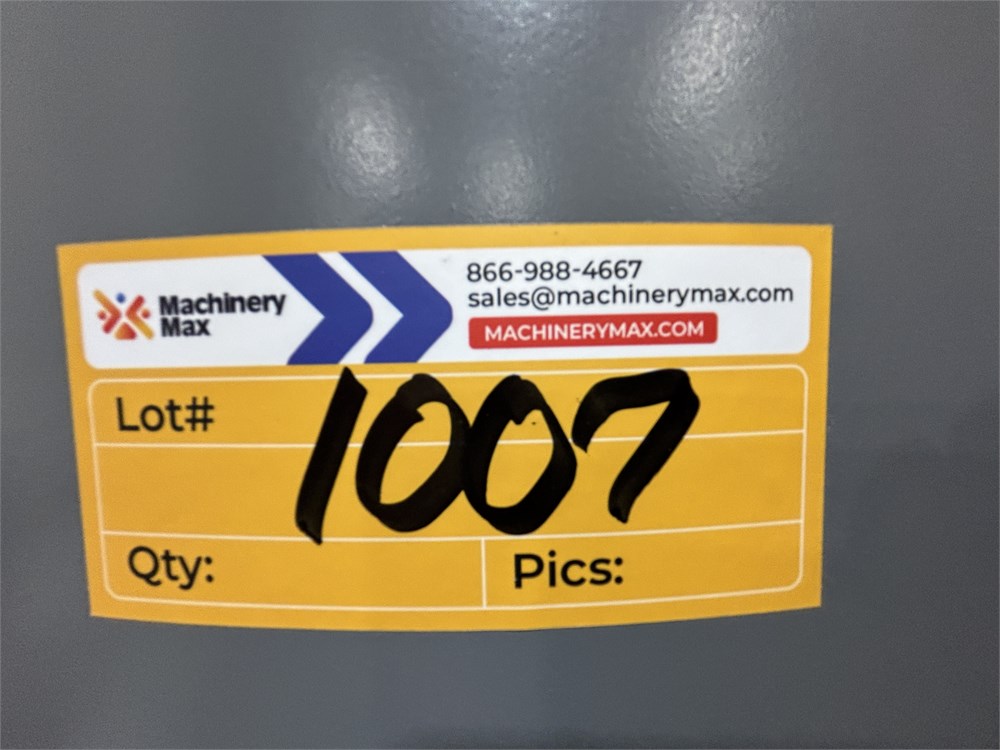 Machinery
Max
866-988-4667
sales@machinerymax.com
MACHINERYMAX.COM
Lot# 1007
Qty:
Pics: